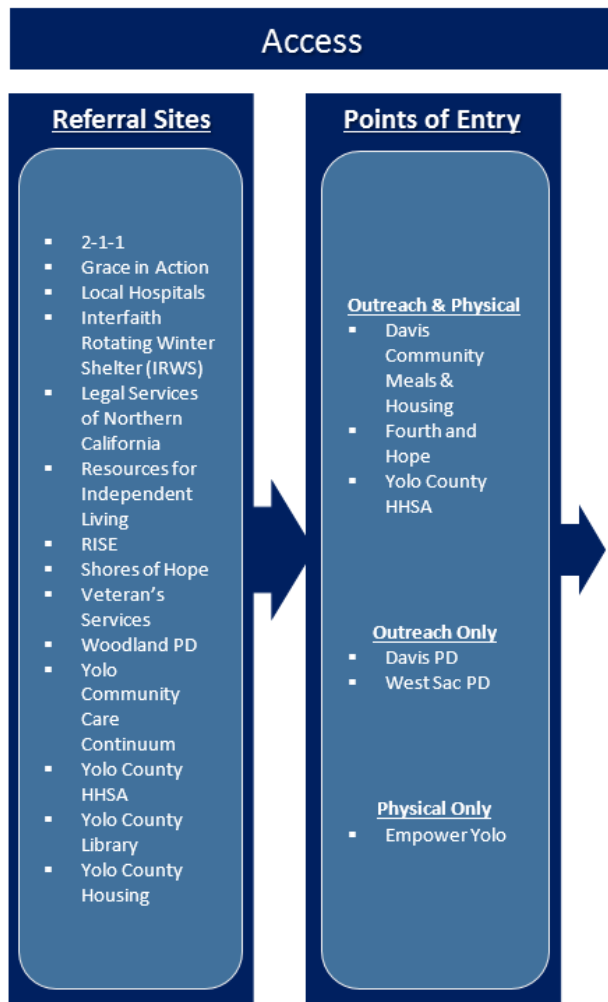 Access
Referral Sites
▪ 2-1-1
▪ Grace in Action
▪ Local Hospitals
▪ Interfaith
Rotating Winter
Shelter (IRWS)
▪ Legal Services
of Northern
California
▪ Resources for
Independent
Living
▪ RISE
▪ Shores of Hope
▪ Veteran's
Services
▪ Woodland PD
▪ Yolo
Community
Care
Continuum
▪ Yolo County
HHSA
▪ Yolo County
Library
▪ Yolo County
Housing
Points of Entry
Outreach & Physical
▪ Davis
Community
Meals &
Housing
▪ Fourth and
Hope
▪ Yolo County
HHSA
Outreach Only
▪ Davis PD
▪ West Sac PD
Physical Only
▪ Empower Yolo